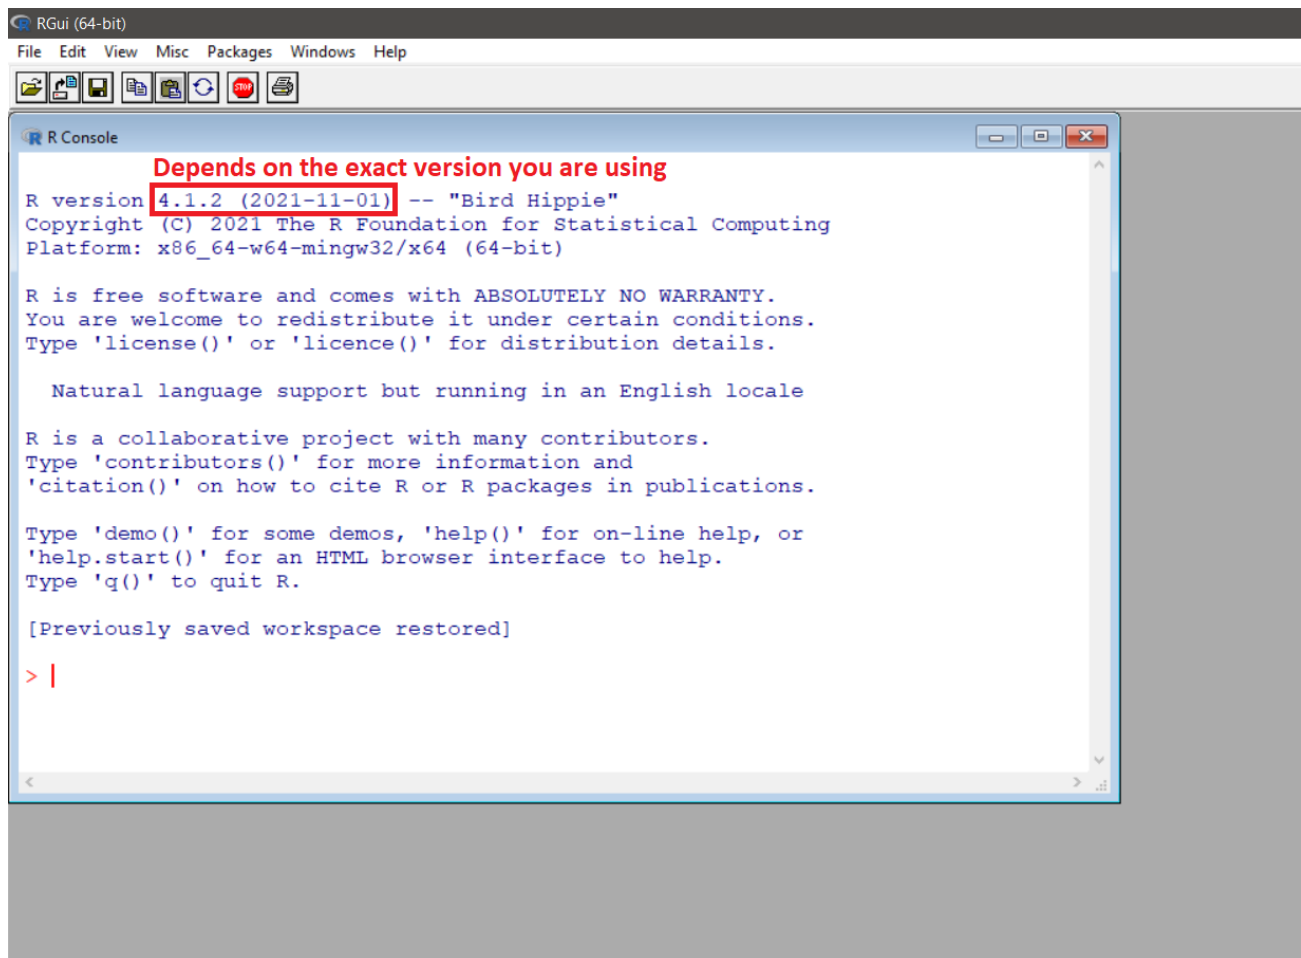 RGui (64-bit)
File Edit View Misc Packages Windows Help
STOP
R Console
Depends on the exact version you are using
R version 4.1.2 (2021-11-01) -- "Bird Hippie"
Copyright (C) 2021 The R Foundation for Statistical Computing
Platform: x86_64-w64-mingw32/x64 (64-bit)
R is free software and comes with ABSOLUTELY NO WARRANTY.
You are welcome to redistribute it under certain conditions.
Type 'license()' or 'licence()' for distribution details.
Natural language support but running in an English locale
R is a collaborative project with many contributors.
Type 'contributors()' for more information and
'citation()' on how to cite R or R packages in publications.
Type 'demo()' for some demos, 'help()' for on-line help, or
'help.start()' for an HTML browser interface to help.
Type 'q()' to quit R.
[Previously saved workspace restored]
>